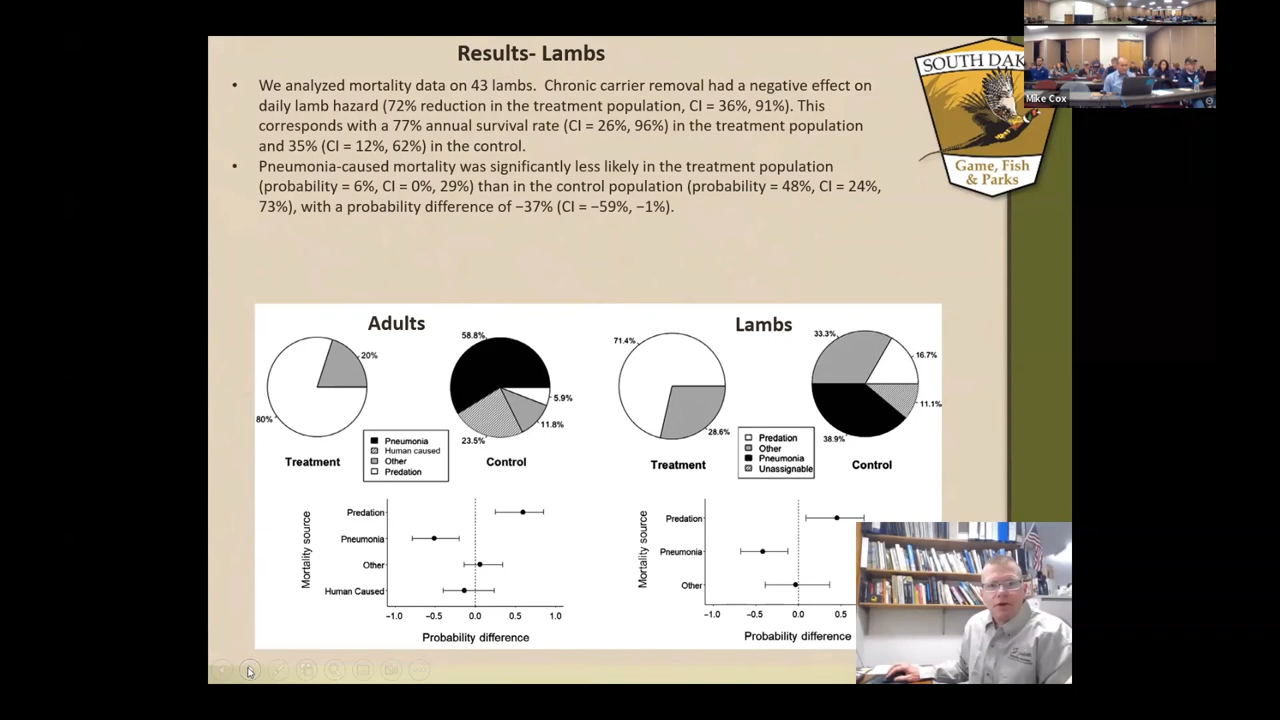 Results- Lambs
• We analyzed mortality data on 43 lambs. Chronic carrier removal had a negative effect on
daily lamb hazard (72% reduction in the treatment population, CI = 36%, 91%). This
corresponds with a 77% annual survival rate (CI = 26%, 96%) in the treatment population
and 35% (CI = 12%, 62%) in the control.
• Pneumonia-caused mortality was significantly less likely in the treatment population
(probability = 6%, CI = 0%, 29%) than in the control population (probability = 48%, CI = 24%,
73%), with a probability difference of −37% (CI = −59%, −1%).
SOUTH DAK
Game, Fish
& Parks
Mike Cox
Adults
20%
80%
Treatment
58.8%
5.9%
11.8%
23.5%
Control
Pneumonia
Human caused
Other
Predation
Lambs
71.4%
28.6%
Treatment
33.3%
16.7%
11.1%
38.9%
Control
Predation
Other
Pneumonia
Unassignable
Mortality source
Predation
Pneumonia
Other
Human Caused
−1.0 −0.5 0.0 0.5 1.0
Probability difference
Mortality source
Predation
Pneumonia
Other
−1.0 −0.5 0.0 0.5
Probability difference